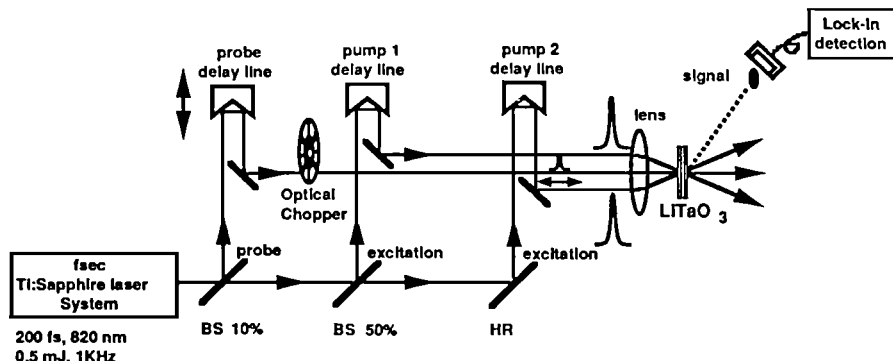 Lock-in
detection
probe
delay line
pump 1
delay line
pump 2
delay line
signal
lens
Optical
Chopper
LiTaO 3
probe
excitation
excitation
fsec
Ti:Sapphire laser
System
BS 10%
BS 50%
HR
200 fs, 820 nm
0.5 mJ, 1KHz